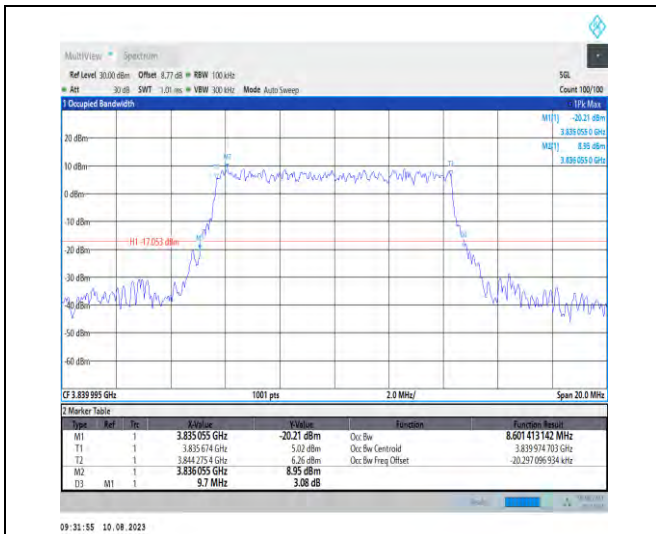 MultiView Spectrum
Ref Level 30.00 dBm Offset 8.77 dB RBW 100 kHz SGL
Att 30 dB SWT 1.01 ms VBW 300 kHz Mode Auto Sweep Count 100/100
1 Occupied Bandwidth 1Pk Max
M1[1] -20.21 dBm
3.835 055 0 GHz
M2[1] 8.95 dBm
3.836 055 0 GHz
20 dBm
10 dBm
0 dBm
-10 dBm
-20 dBm
-30 dBm
-40 dBm
-50 dBm
-60 dBm
M2
T1
H1 -17.053 dBm
M1
CF 3.839 995 GHz 1001 pts 2.0 MHz/ Span 20.0 MHz
2 Marker Table
Type Ref Trc X-Value Y-Value Function Function Result
M1 1 3.835 055 GHz -20.21 dBm Occ Bw 8.601 413 142 MHz
T1 1 3.835 674 GHz 5.02 dBm Occ Bw Centroid 3.839 974 703 GHz
T2 1 3.844 275 4 GHz 6.26 dBm Occ Bw Freq Offset -20.297 096 934 kHz
M2 1 3.836 055 GHz 8.95 dBm
D3 M1 1 9.7 MHz 3.08 dB
09:31:55 10.08.2023